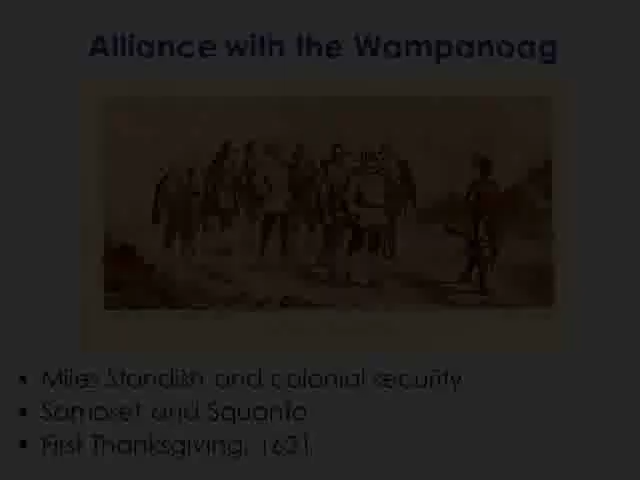 Alliance with the Wampanoag
• Miles Standish and colonial security
• Samoset and Squanto
• First Thanksgiving, 1621